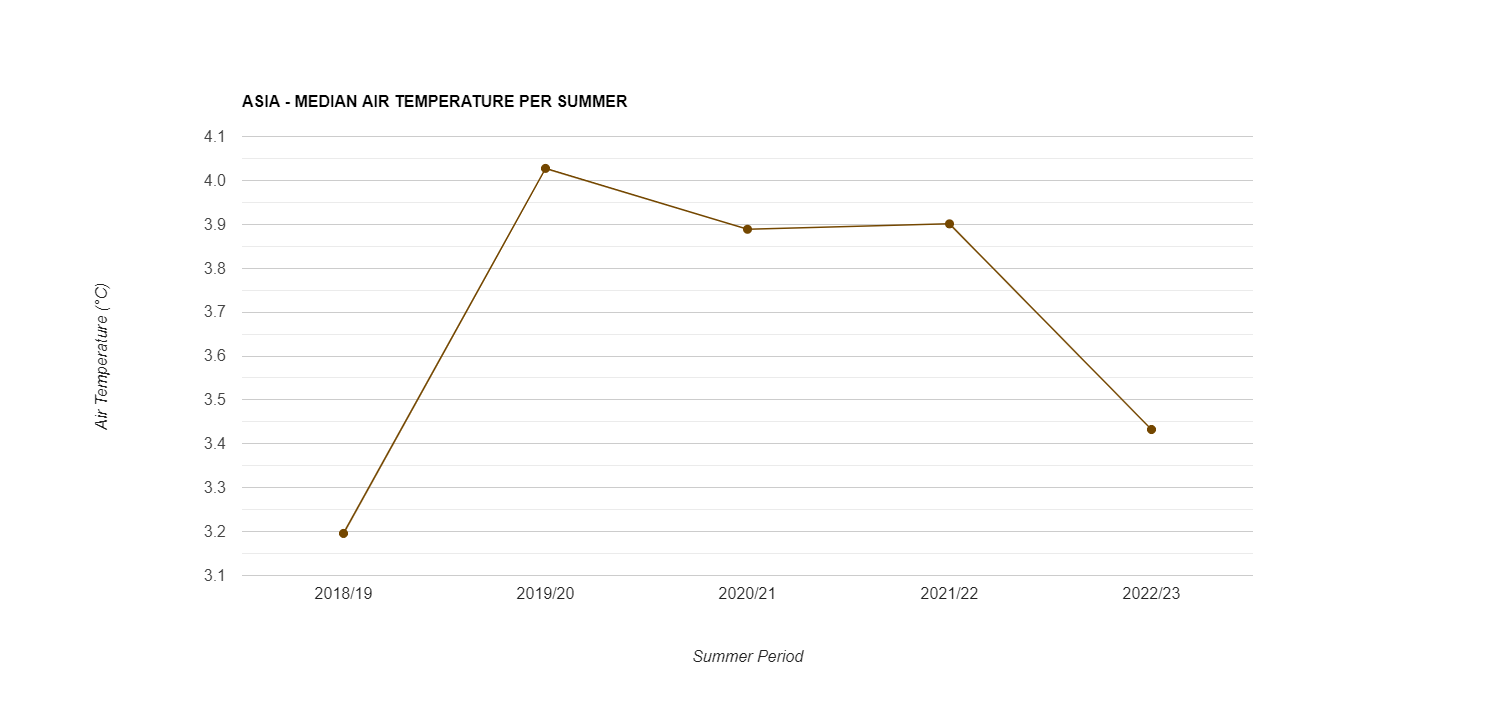 ASIA - MEDIAN AIR TEMPERATURE PER SUMMER
4.1
4.0
3.9
3.8
3.7
3.6
3.5
3.4
3.3
3.2
3.1
Air Temperature (°C)
2018/19 2019/20 2020/21 2021/22 2022/23
Summer Period